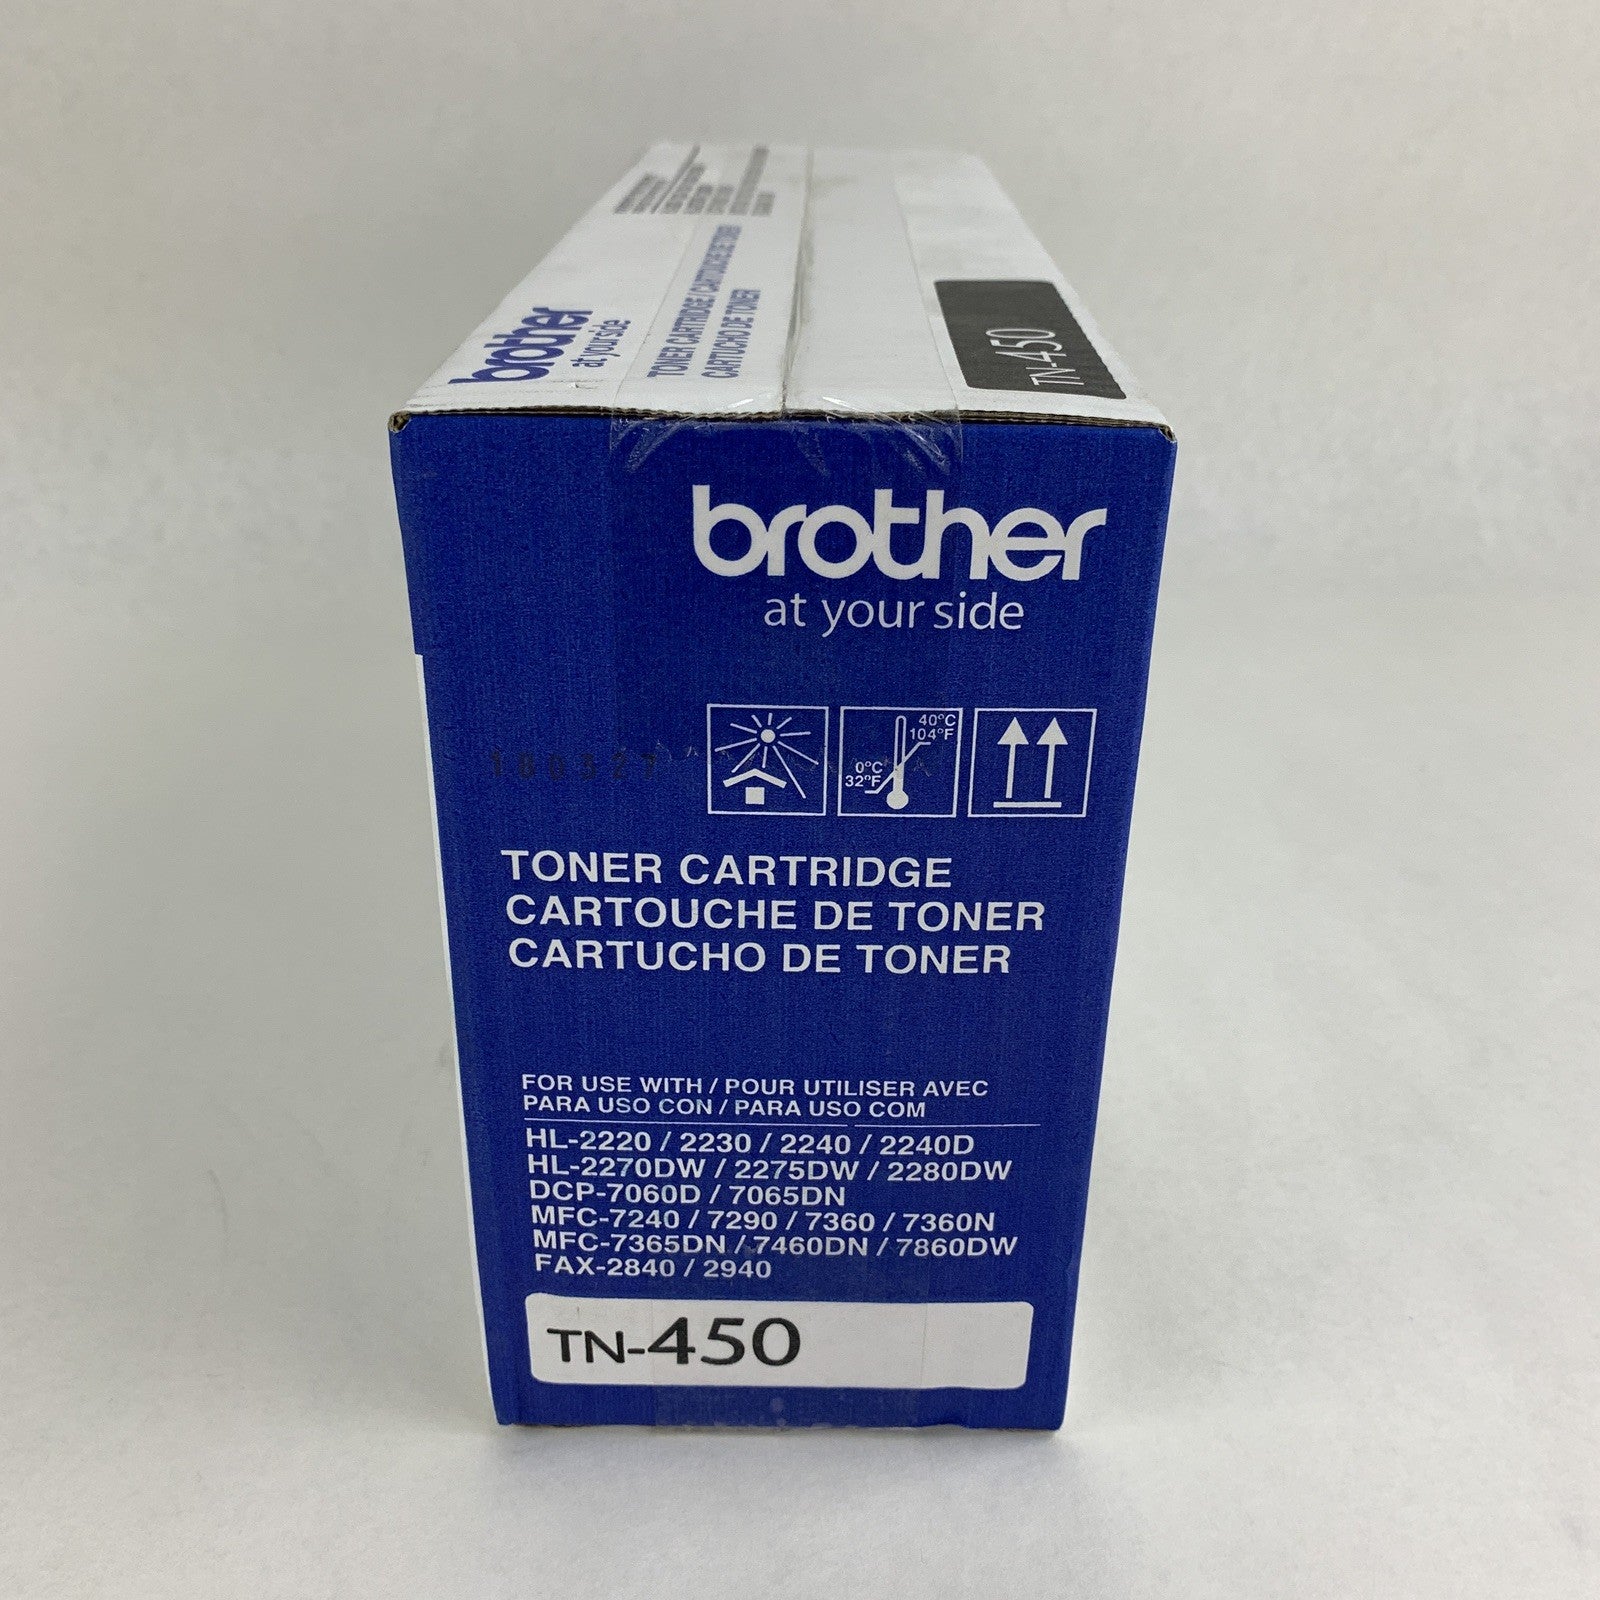 brother
at your side
TONER CARTRIDGE / CARTOUCHE DE TONER
CARTUCHO DE TONER
TN-450
brother
at your side
40°C
104°F
0°C
32°F
TONER CARTRIDGE
CARTOUCHE DE TONER
CARTUCHO DE TONER
FOR USE WITH / POUR UTILISER AVEC
PARA USO CON / PARA USO COM
HL-2220 / 2230 / 2240 / 2240D
HL-2270DW / 2275DW / 2280DW
DCP-7060D / 7065DN
MFC-7240 / 7290 / 7360 / 7360N
MFC-7365DN / 7460DN / 7860DW
FAX-2840 / 2940
TN-450